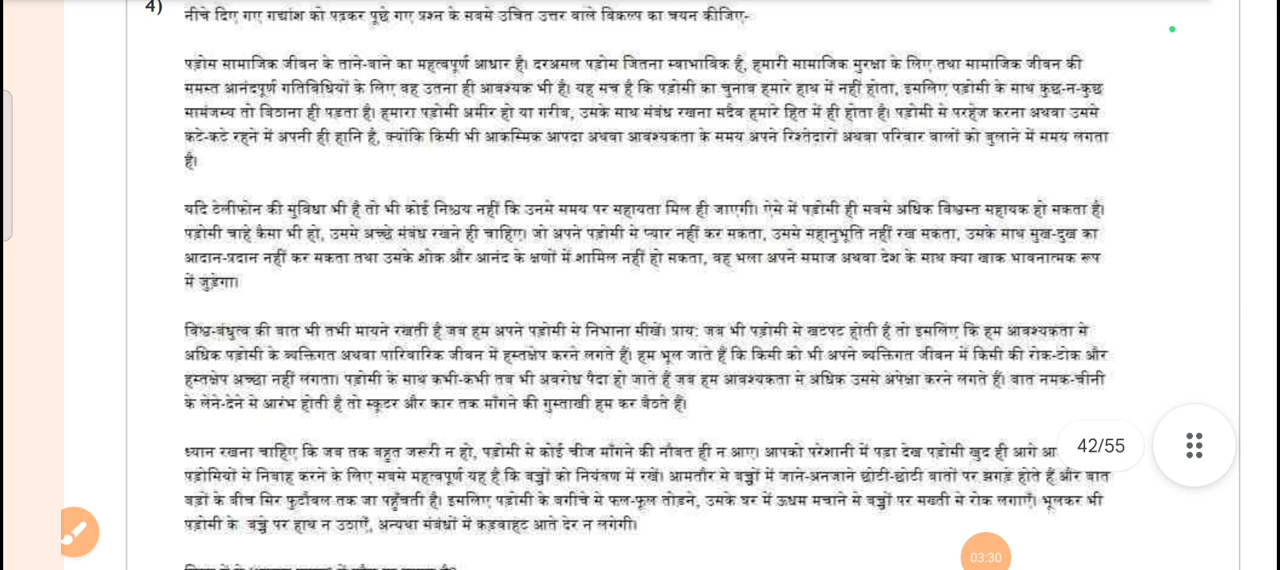 4)
नीचे दिए गए गद्यांश को पढ़कर पूछे गए प्रश्न के सबसे उचित उत्तर वाले विकल्प का चयन कीजिए-
पड़ोस सामाजिक जीवन के ताने-बाने का महत्वपूर्ण आधार है। दरअसल पड़ोस जितना स्वाभाविक है, हमारी सामाजिक सुरक्षा के लिए तथा सामाजिक जीवन की
समस्त आनंदपूर्ण गतिविधियों के लिए वह उतना ही आवश्यक भी है। यह सच है कि पड़ोसी का चुनाव हमारे हाथ में नहीं होता, इसलिए पड़ोसी के साथ कुछ-न-कुछ
सामंजस्य तो बिठाना ही पड़ता है। हमारा पड़ोसी अमीर हो या गरीब, उसके साथ संबंध रखना सदैव हमारे हित में ही होता है। पड़ोसी से परहेज़ करना अथवा उससे
कटे-कटे रहने में अपनी ही हानि है, क्योंकि किसी भी आकस्मिक आपदा अथवा आवश्यकता के समय अपने रिश्तेदारों अथवा परिवार वालों को बुलाने में समय लगता
है।
यदि टेलीफोन की सुविधा भी है तो भी कोई निश्चय नहीं कि उनसे समय पर सहायता मिल ही जाएगी। ऐसे में पड़ोसी ही सबसे अधिक विश्वस्त सहायक हो सकता है।
पड़ोसी चाहे कैसा भी हो, उससे अच्छे संबंध रखने ही चाहिए। जो अपने पड़ोसी से प्यार नहीं कर सकता, उससे सहानुभूति नहीं रख सकता, उसके साथ सुख-दुख का
आदान-प्रदान नहीं कर सकता तथा उसके शोक और आनंद के क्षणों में शामिल नहीं हो सकता, वह भला अपने समाज अथवा देश के साथ क्या खाक भावनात्मक रूप
में जुड़ेगा।
विश्व-बंधुत्व की बात भी तभी मायने रखती है जब हम अपने पड़ोसी से निभाना सीखें। प्राय: जब भी पड़ोसी से खटपट होती है तो इसलिए कि हम आवश्यकता से
अधिक पड़ोसी के व्यक्तिगत अथवा पारिवारिक जीवन में हस्तक्षेप करने लगते हैं। हम भूल जाते हैं कि किसी को भी अपने व्यक्तिगत जीवन में किसी की रोक-टोक और
हस्तक्षेप अच्छा नहीं लगता। पड़ोसी के साथ कभी-कभी तब भी अवरोध पैदा हो जाते हैं जब हम आवश्यकता से अधिक उससे अपेक्षा करने लगते हैं। बात नमक-चीनी
के लेने-देने से आरंभ होती है तो स्कूटर और कार तक माँगने की गुस्ताखी हम कर बैठते हैं।
ध्यान रखना चाहिए कि जब तक बहुत जरूरी न हो, पड़ोसी से कोई चीज माँगने की नौबत ही न आए। आपको परेशानी में पड़ा देख पड़ोसी खुद ही आगे आ
पड़ोसियों से निबाह करने के लिए सबसे महत्वपूर्ण यह है कि बच्चों को नियंत्रण में रखें। आमतौर से बच्चों में जाने-अनजाने छोटी-छोटी बातों पर झगड़े होते हैं और बात
बड़ों के बीच सिर फुटौवल तक जा पहुँचती है। इसलिए पड़ोसी के बगीचे से फल-फूल तोड़ने, उसके घर में ऊधम मचाने से बच्चों पर सख्ती से रोक लगाएँ। भूलकर भी
पड़ोसी के बच्चे पर हाथ न उठाएँ, अन्यथा संबंधों में कड़वाहट आते देर न लगेगी।
42/55
03:30